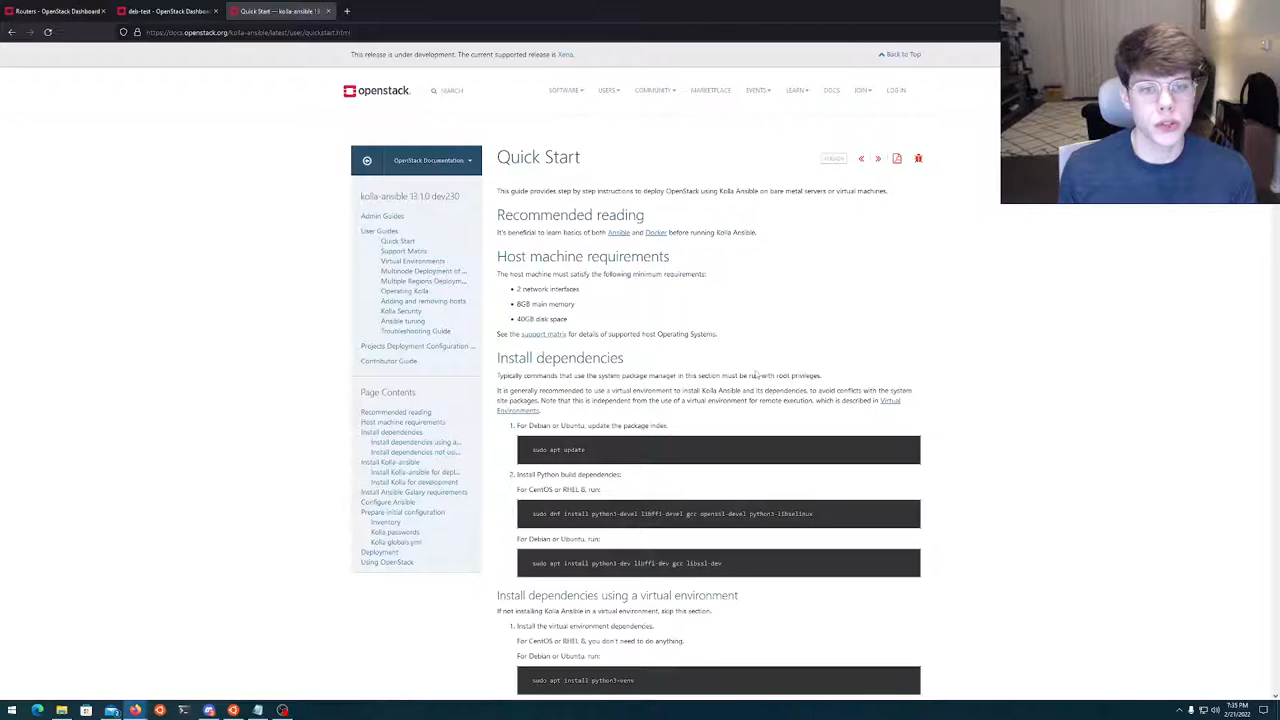 Routers - OpenStack Dashboard
deb-test - OpenStack Dashboa
Quick Start — kolla-ansible 13.
https://docs.openstack.org/kolla-ansible/latest/user/quickstart.html
This release is under development. The current supported release is Xena.
Back to Top
openstack.
SEARCH
SOFTWARE
USERS
COMMUNITY
MARKETPLACE
EVENTS
LEARN
DOCS
JOIN
LOG IN
OpenStack Documentation
kolla-ansible 13.1.0 dev230
Admin Guides
User Guides
Quick Start
Support Matrix
Virtual Environments
Multinode Deployment of ...
Multiple Regions Deploym...
Operating Kolla
Adding and removing hosts
Kolla Security
Ansible tuning
Troubleshooting Guide
Projects Deployment Configuration ...
Contributor Guide
Page Contents
Recommended reading
Host machine requirements
Install dependencies
Install dependencies using a...
Install dependencies not usi...
Install Kolla-ansible
Install Kolla-ansible for depl...
Install Kolla for development
Install Ansible Galaxy requirements
Configure Ansible
Prepare initial configuration
Inventory
Kolla passwords
Kolla globals.yml
Deployment
Using OpenStack
Quick Start
This guide provides step by step instructions to deploy OpenStack using Kolla Ansible on bare metal servers or virtual machines.
Recommended reading
It's beneficial to learn basics of both Ansible and Docker before running Kolla Ansible.
Host machine requirements
The host machine must satisfy the following minimum requirements:
• 2 network interfaces
• 8GB main memory
• 40GB disk space
See the support matrix for details of supported host Operating Systems.
Install dependencies
Typically commands that use the system package manager in this section must be run with root privileges.
It is generally recommended to use a virtual environment to install Kolla Ansible and its dependencies, to avoid conflicts with the system
site packages. Note that this is independent from the use of a virtual environment for remote execution, which is described in Virtual
Environments.
1. For Debian or Ubuntu, update the package index.
sudo apt update
2. Install Python build dependencies:
For CentOS or RHEL 8, run:
sudo dnf install python3-devel libffi-devel gcc openssl-devel python3-libselinux
For Debian or Ubuntu, run:
sudo apt install python3-dev libffi-dev gcc libssl-dev
Install dependencies using a virtual environment
If not installing Kolla Ansible in a virtual environment, skip this section.
1. Install the virtual environment dependencies.
For CentOS or RHEL 8, you don't need to do anything.
For Debian or Ubuntu, run:
sudo apt install python3-venv
7:35 PM
2/21/2022